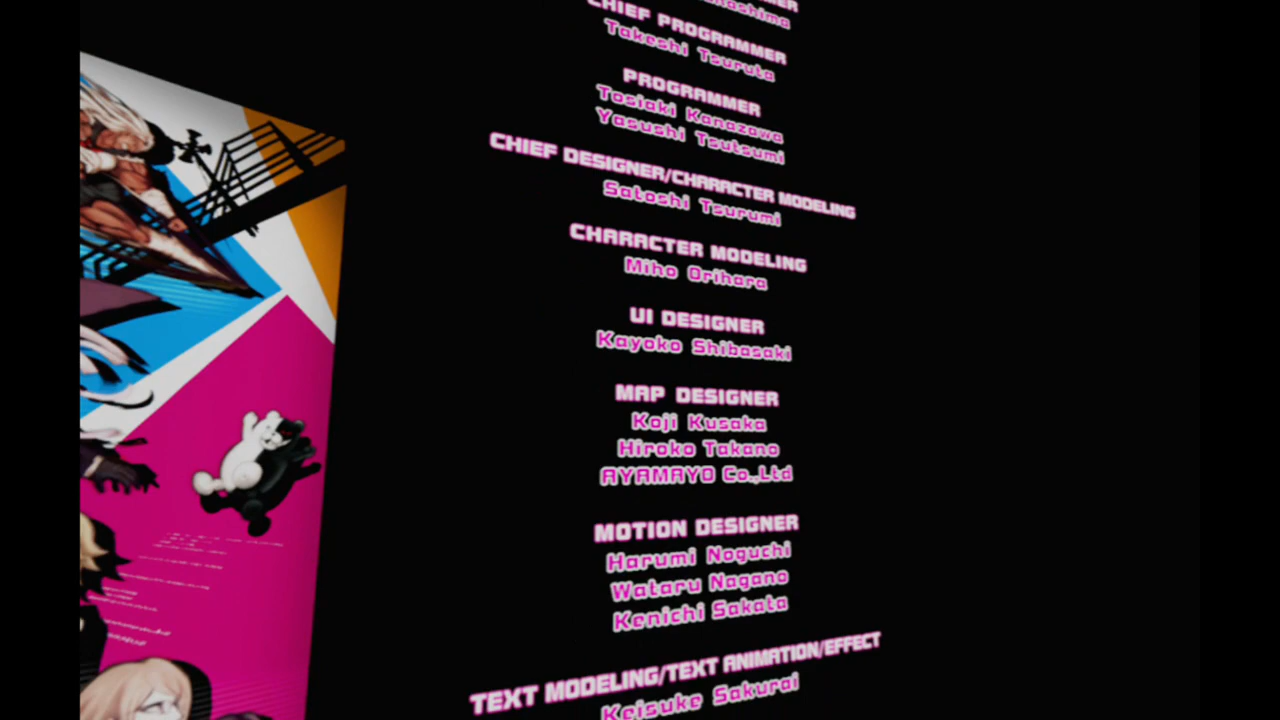 CHIEF PROGRAMMER
Takeshi Tsuruta
PROGRAMMER
Tosiaki Kanazawa
Yasushi Tsutsumi
CHIEF DESIGNER/CHARACTER MODELING
Satoshi Tsurumi
CHARACTER MODELING
Miho Orihara
UI DESIGNER
Kayoko Shibasaki
MAP DESIGNER
Koji Kusaka
Hiroko Takano
AYAMAYO Co.,Ltd
MOTION DESIGNER
Harumi Noguchi
Wataru Nagano
Kenichi Sakata
TEXT MODELING/TEXT ANIMATION/EFFECT
Keisuke Sakurai